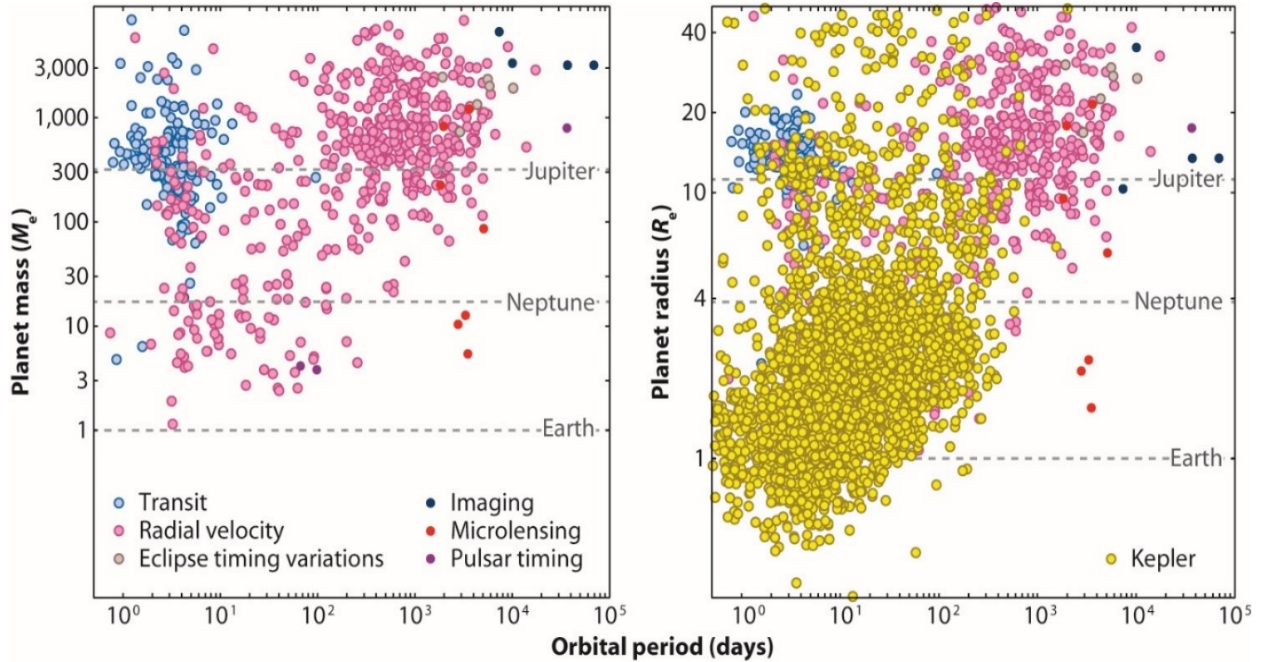 Planet mass (Mₑ)
3,000
1,000
300
100
30
10
3
1
Jupiter
Neptune
Earth
Transit
Radial velocity
Eclipse timing variations
Imaging
Microlensing
Pulsar timing
10⁰ 10¹ 10² 10³ 10⁴ 10⁵
Planet radius (Rₑ)
40
20
10
4
1
Jupiter
Neptune
Earth
Kepler
10⁰ 10¹ 10² 10³ 10⁴ 10⁵
Orbital period (days)